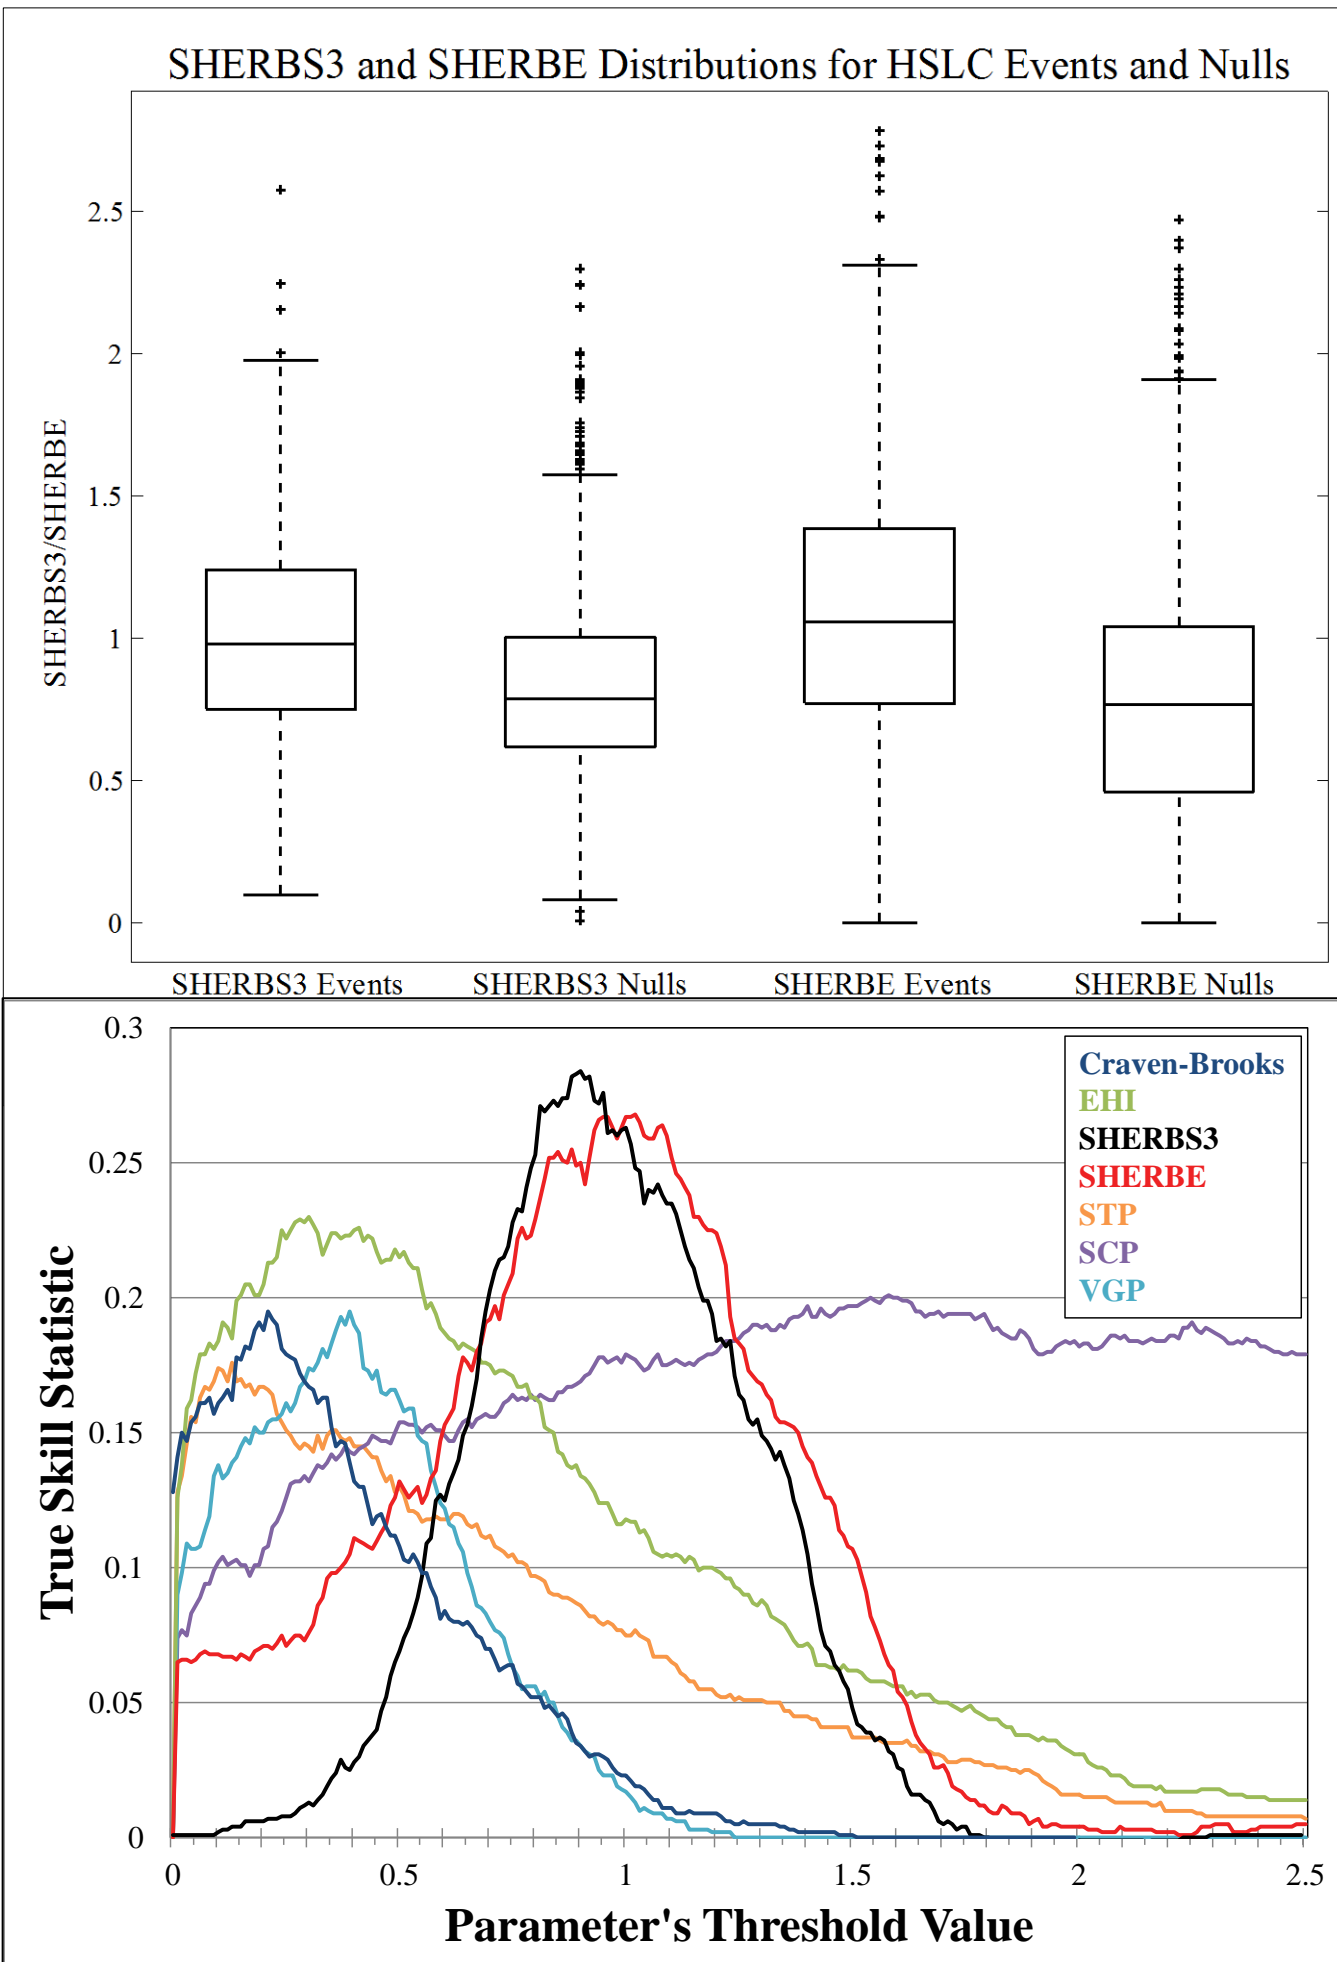 SHERBS3 and SHERBE Distributions for HSLC Events and Nulls
2.5
2
1.5
1
0.5
0
SHERBS3/SHERBE
SHERBS3 Events
SHERBS3 Nulls
SHERBE Events
SHERBE Nulls
0.3
0.25
0.2
0.15
0.1
0.05
0
True Skill Statistic
Craven-Brooks
EHI
SHERBS3
SHERBE
STP
SCP
VGP
0
0.5
1
1.5
2
2.5
Parameter's Threshold Value